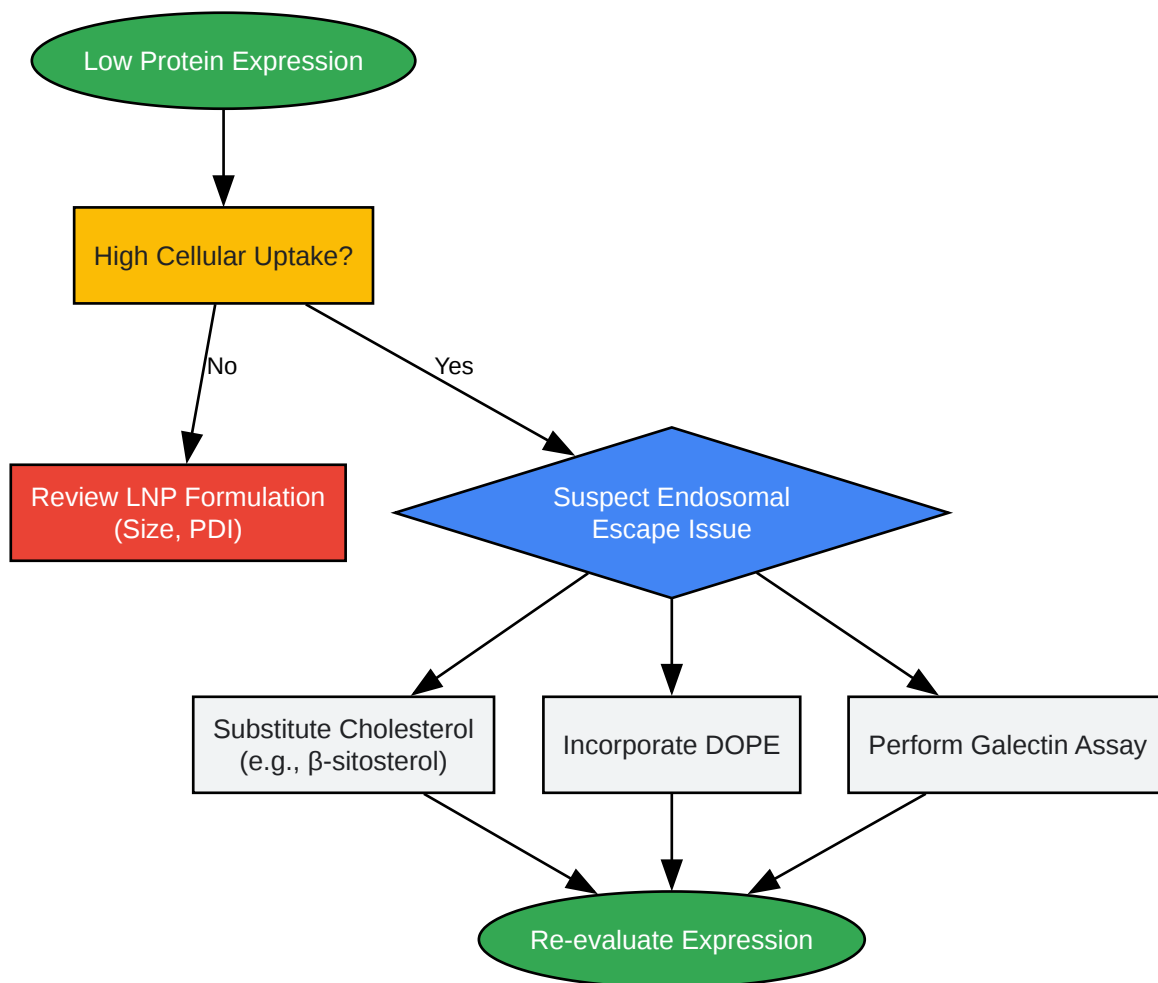 Low Protein Expression
High Cellular Uptake?
No
Yes
Review LNP Formulation
(Size, PDI)
Suspect Endosomal
Escape Issue
Substitute Cholesterol
(e.g., β-sitosterol)
Incorporate DOPE
Perform Galectin Assay
Re-evaluate Expression